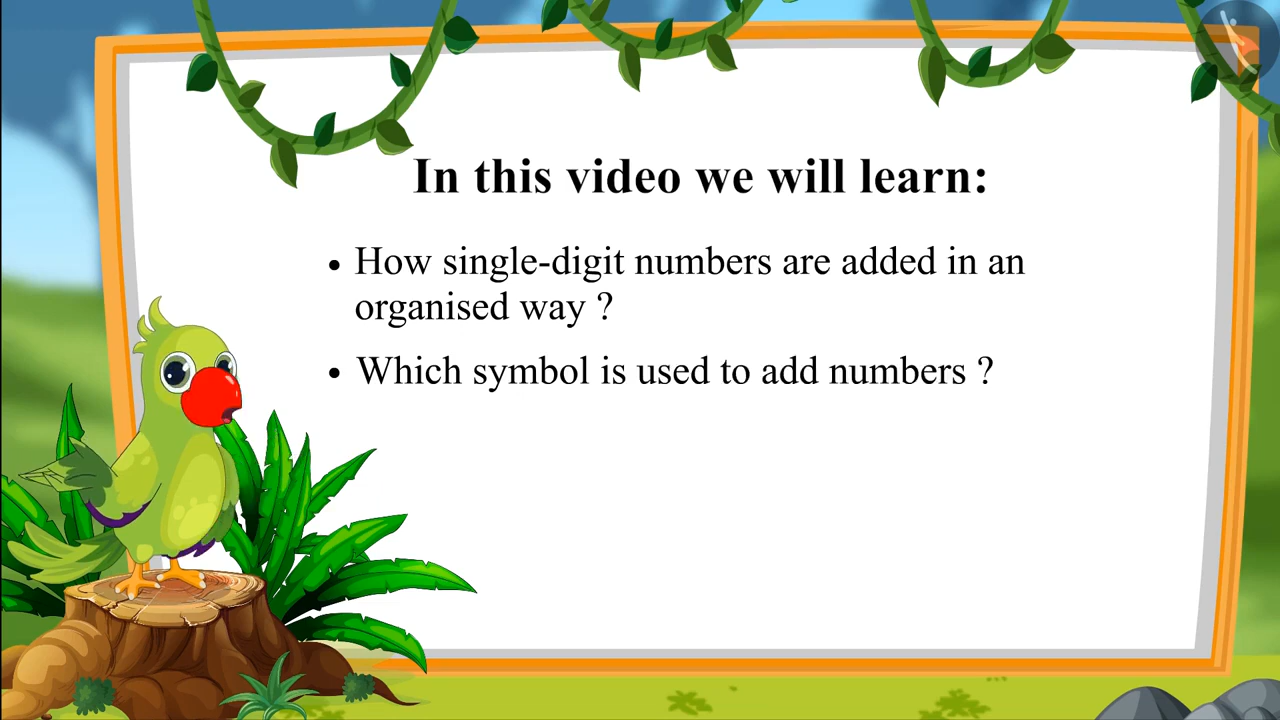 In this video we will learn:
• How single-digit numbers are added in an
organised way ?
• Which symbol is used to add numbers ?